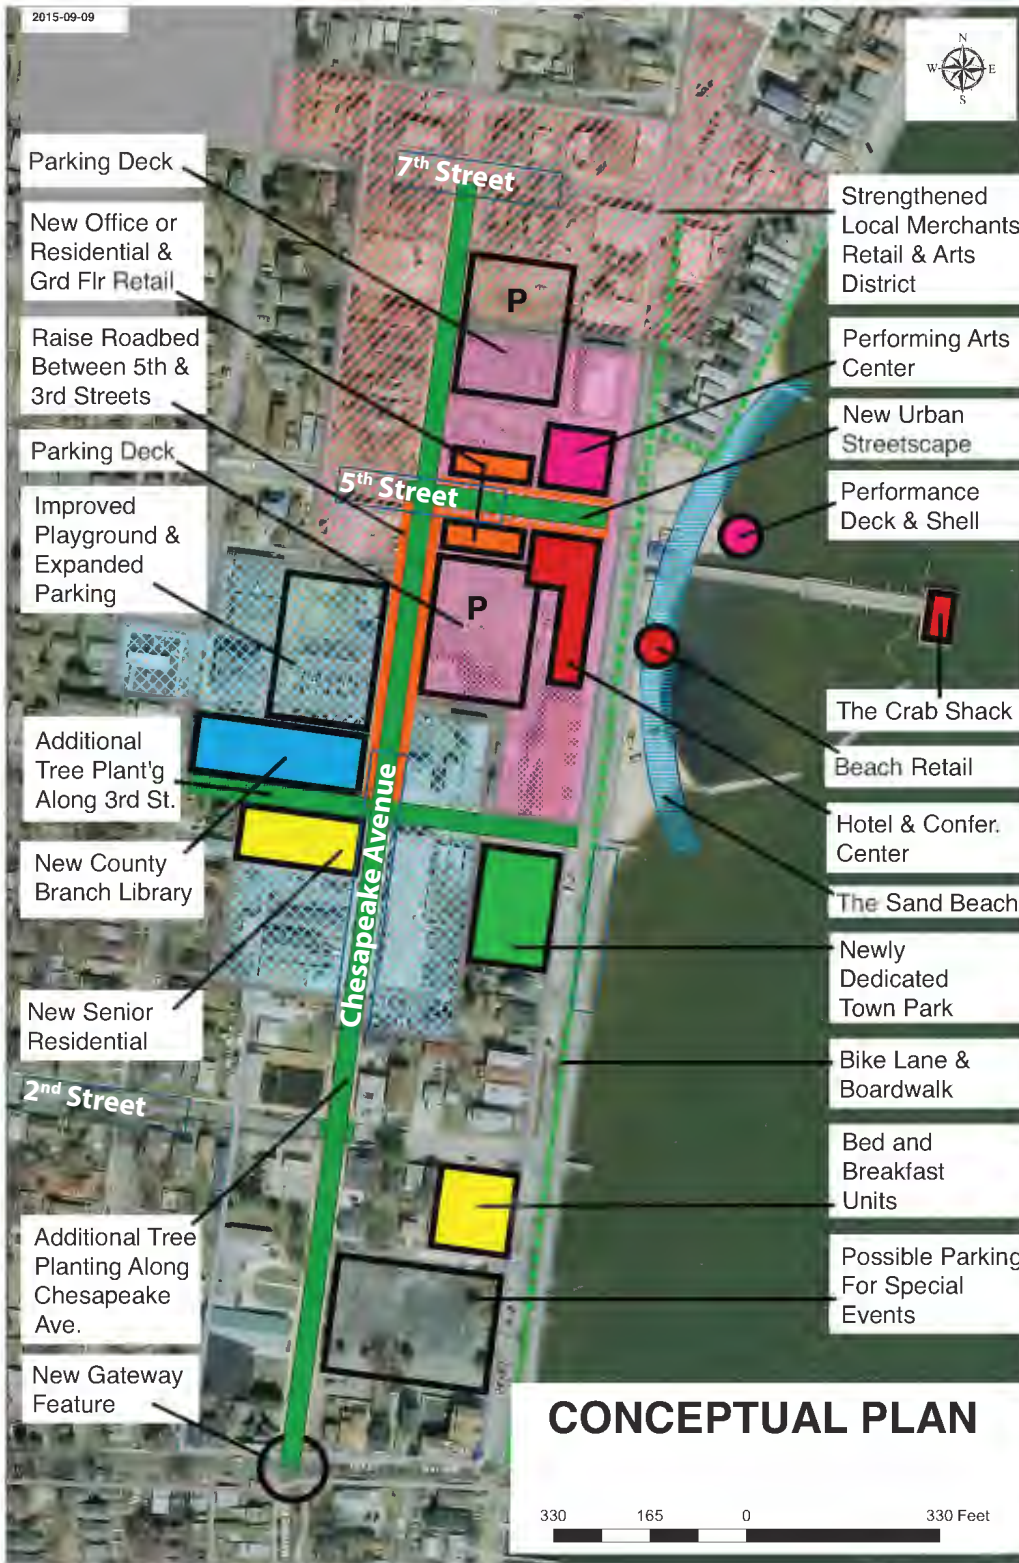 2015-09-09
N
W
E
S
Parking Deck
New Office or
Residential &
Grd Flr Retail
Raise Roadbed
Between 5th &
3rd Streets
Parking Deck
Improved
Playground &
Expanded
Parking
Additional
Tree Plant'g
Along 3rd St.
New County
Branch Library
New Senior
Residential
Additional Tree
Planting Along
Chesapeake
Ave.
New Gateway
Feature
7th Street
P
5th Street
P
Chesapeake Avenue
2nd Street
Strengthened
Local Merchants
Retail & Arts
District
Performing Arts
Center
New Urban
Streetscape
Performance
Deck & Shell
The Crab Shack
Beach Retail
Hotel & Confer.
Center
The Sand Beach
Newly
Dedicated
Town Park
Bike Lane &
Boardwalk
Bed and
Breakfast
Units
Possible Parking
For Special
Events
CONCEPTUAL PLAN
330 165 0 330 Feet